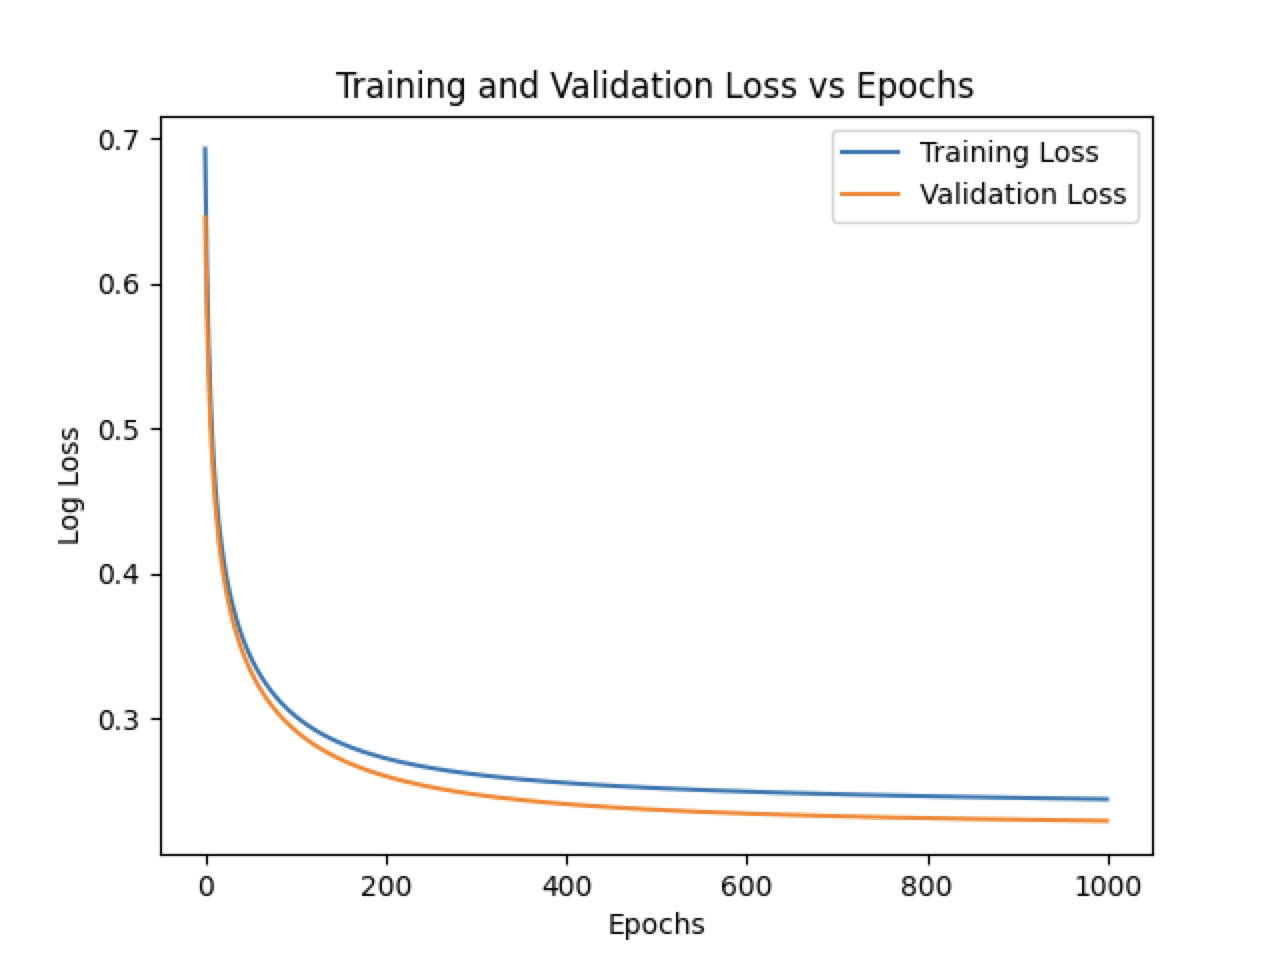 Training and Validation Loss vs Epochs
Training Loss
Validation Loss
Log Loss
0.7
0.6
0.5
0.4
0.3
0 200 400 600 800 1000
Epochs